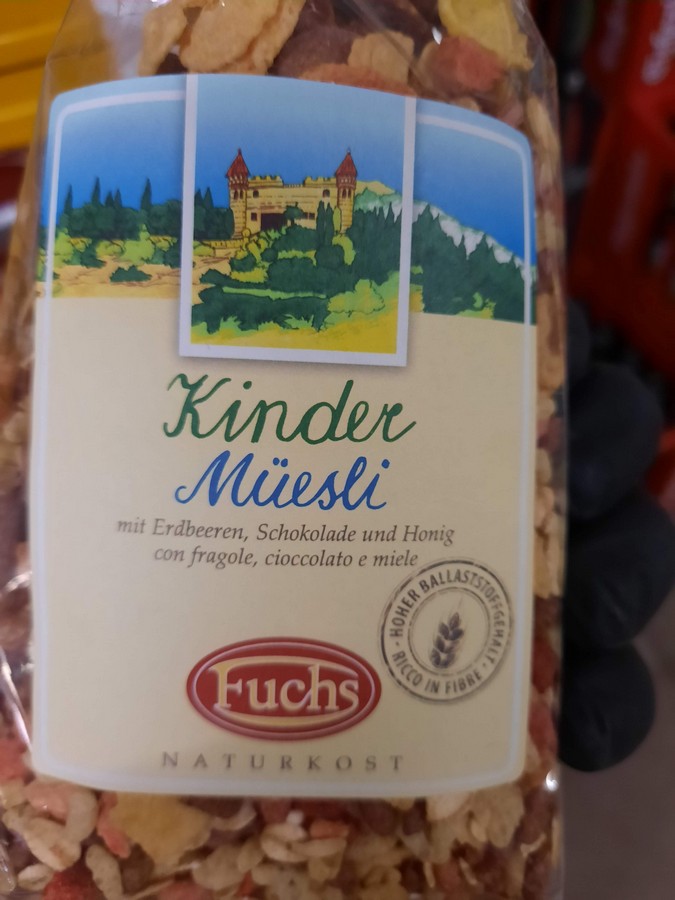 Kinder
Müesli
mit Erdbeeren, Schokolade und Honig
con fragole, cioccolato e miele
· HOHER BALLASTSTOFFGEHALT ·
RICCO IN FIBRE
Fuchs
NATURKOST